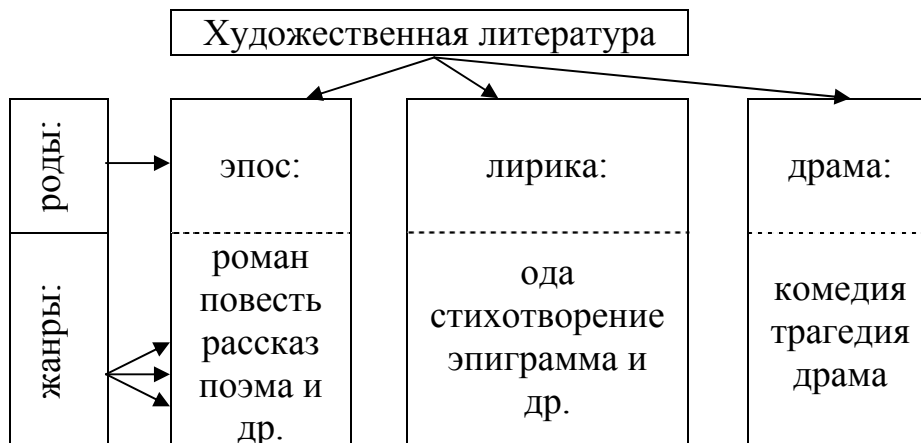 Художественная литература
роды:
эпос:
лирика:
драма:
жанры:
роман
повесть
рассказ
поэма и
др.
ода
стихотворение
эпиграмма и
др.
комедия
трагедия
драма